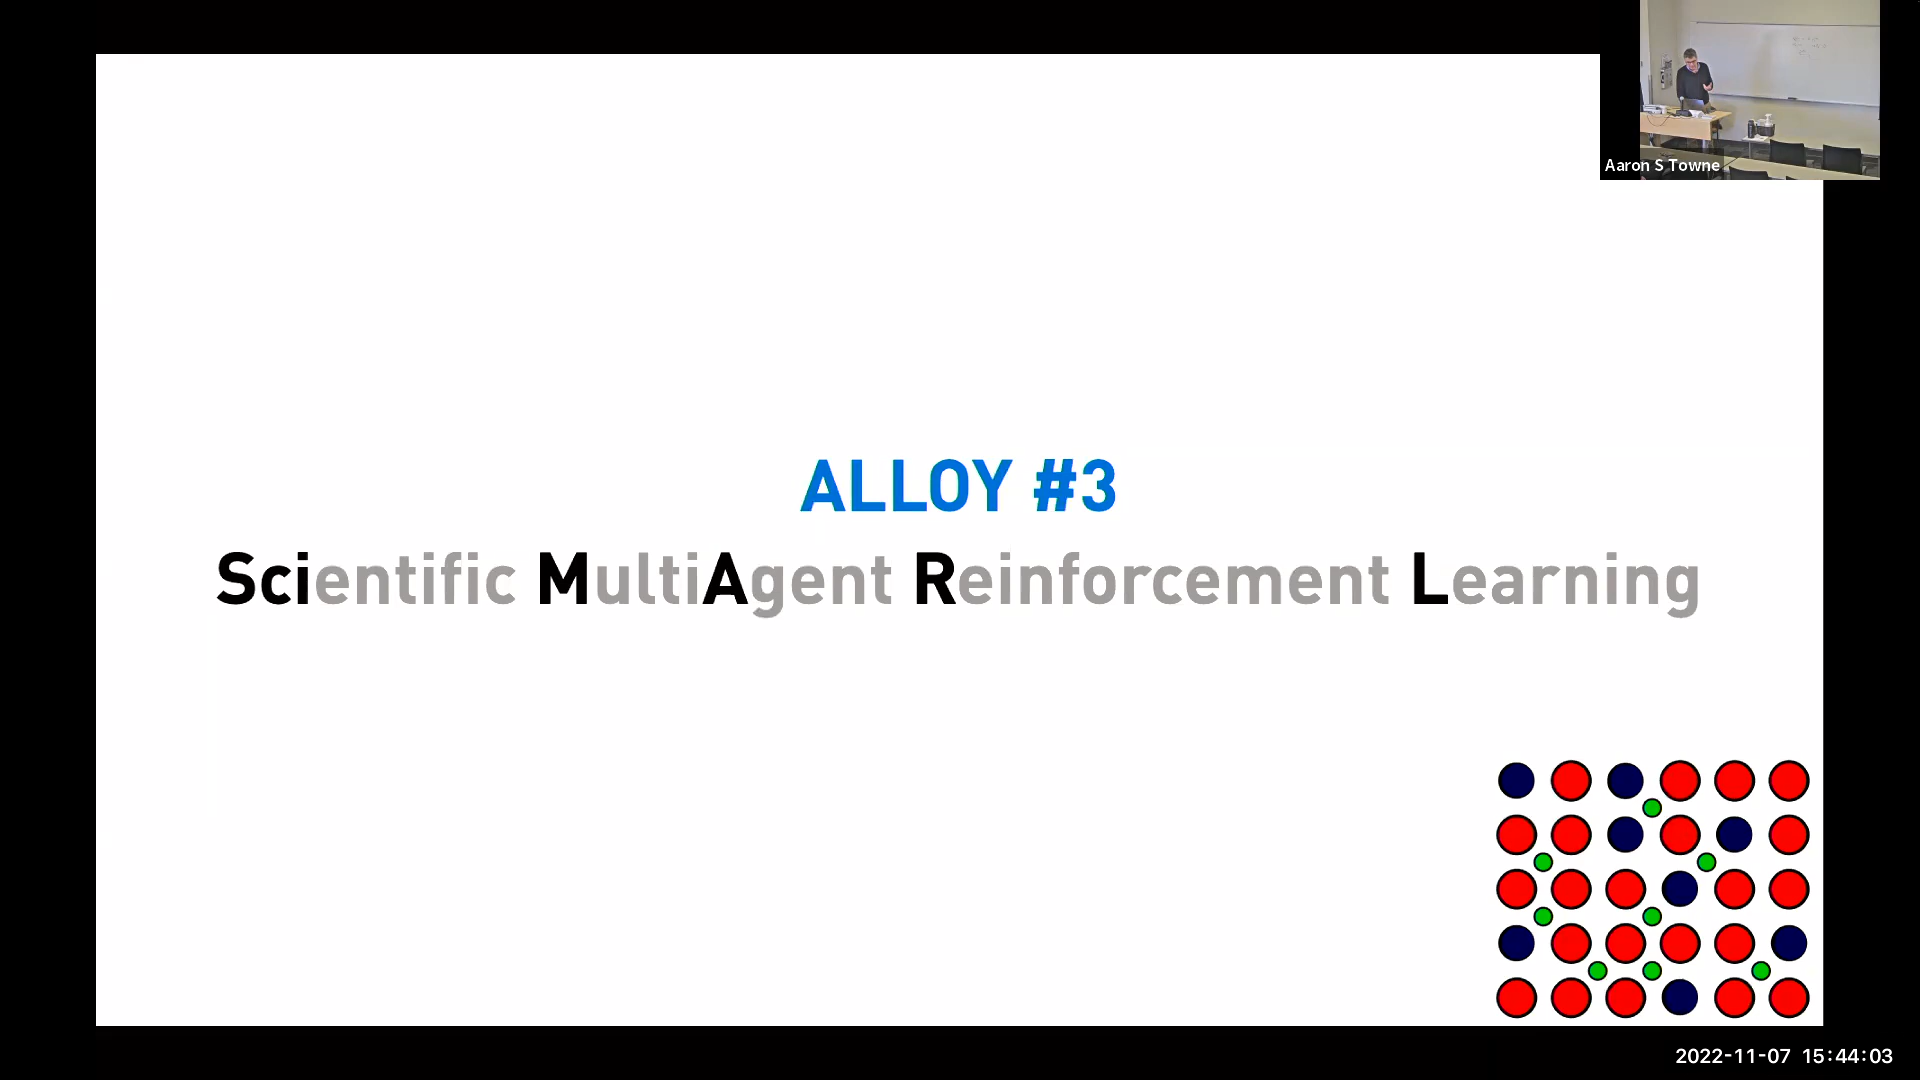 Aaron S Towne
ALLOY #3
Scientific MultiAgent Reinforcement Learning
2022-11-07 15:44:03